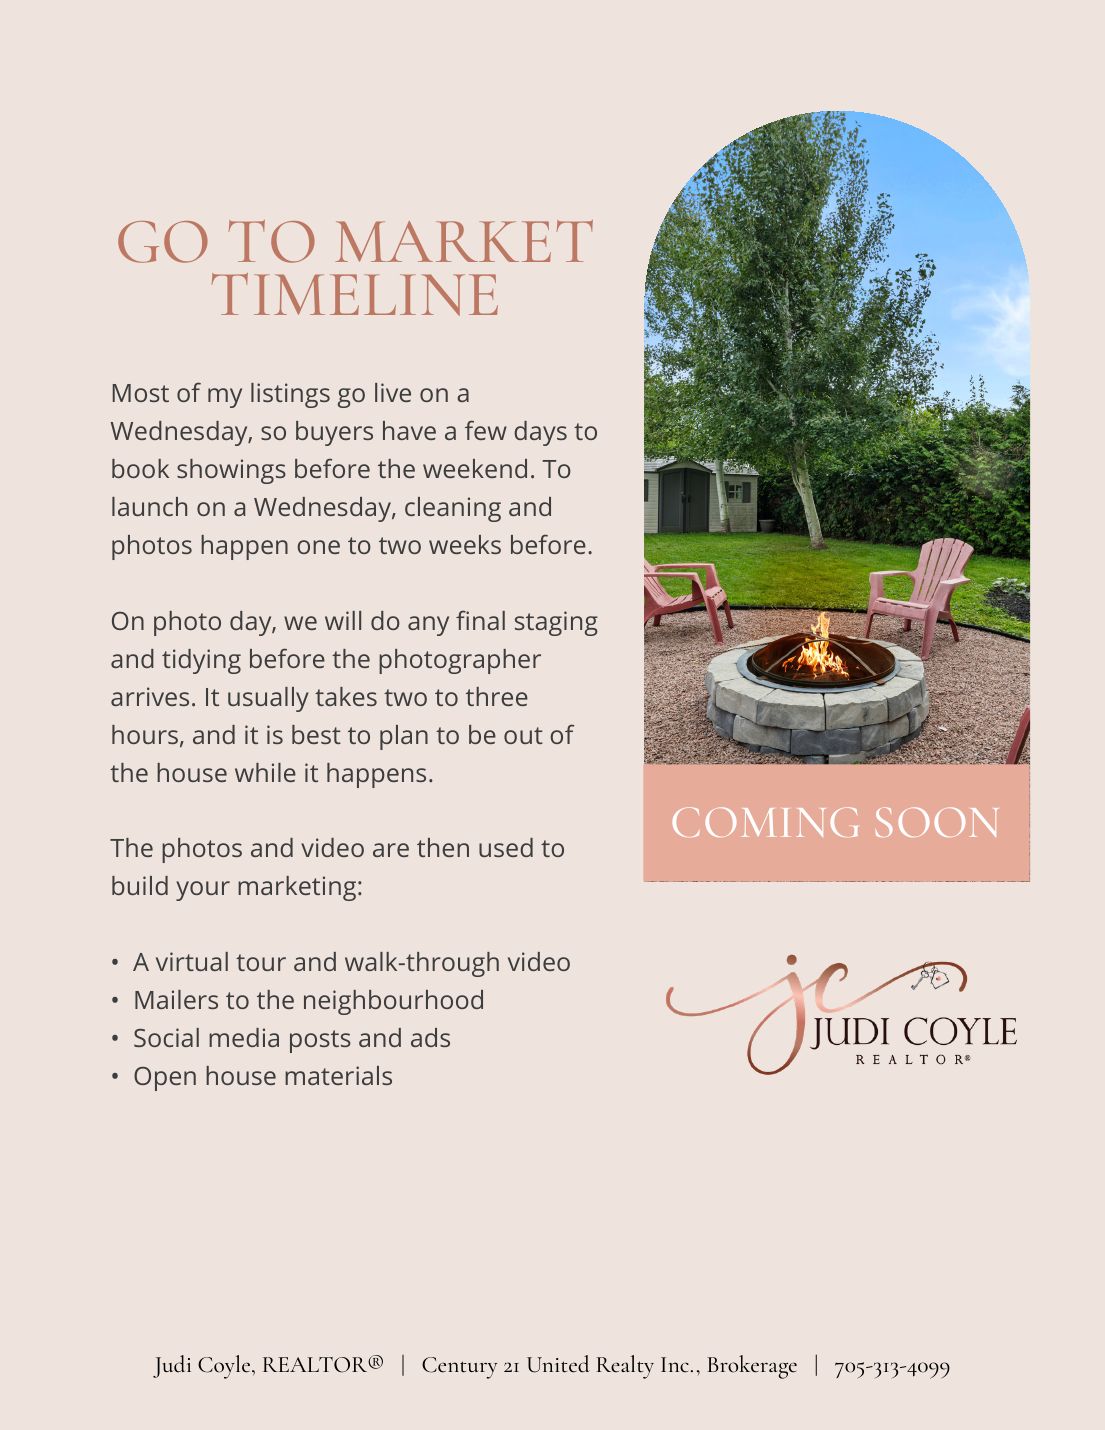 GO TO MARKET
TIMELINE
Most of my listings go live on a
Wednesday, so buyers have a few days to
book showings before the weekend. To
launch on a Wednesday, cleaning and
photos happen one to two weeks before.
On photo day, we will do any final staging
and tidying before the photographer
arrives. It usually takes two to three
hours, and it is best to plan to be out of
the house while it happens.
The photos and video are then used to
build your marketing:
• A virtual tour and walk-through video
• Mailers to the neighbourhood
• Social media posts and ads
• Open house materials
COMING SOON
jc
JUDI COYLE
REALTOR®
Judi Coyle, REALTOR® | Century 21 United Realty Inc., Brokerage | 705-313-4099